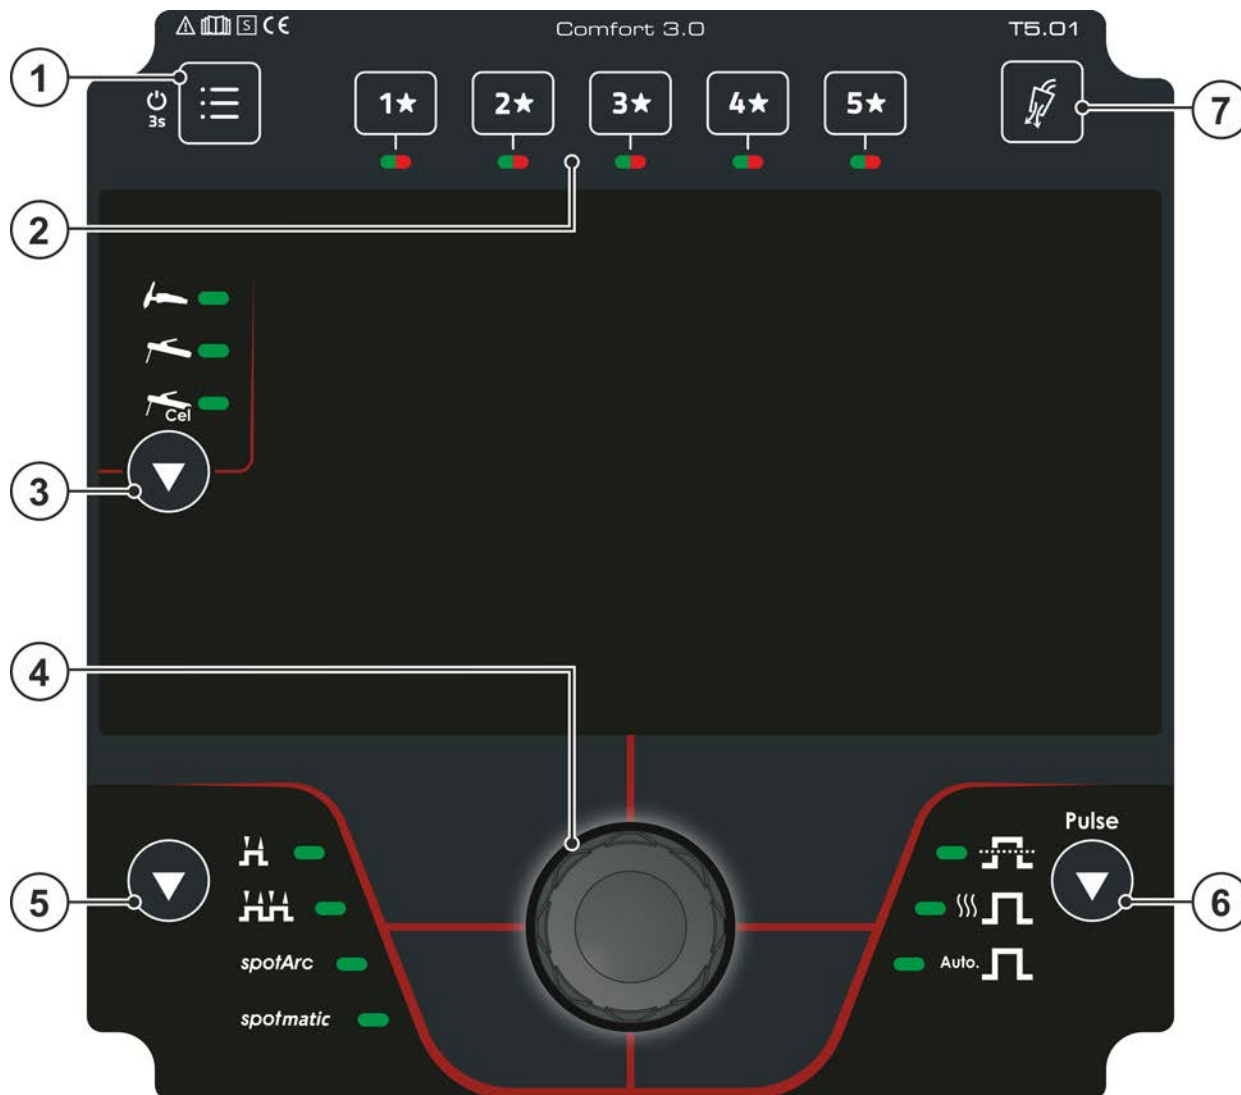 S CE Comfort 3.0 T5.01
1
3s
1★ 2★ 3★ 4★ 5★
7
2
Cel
3
4
Pulse
5
6
spotArc
Auto.
spotmatic